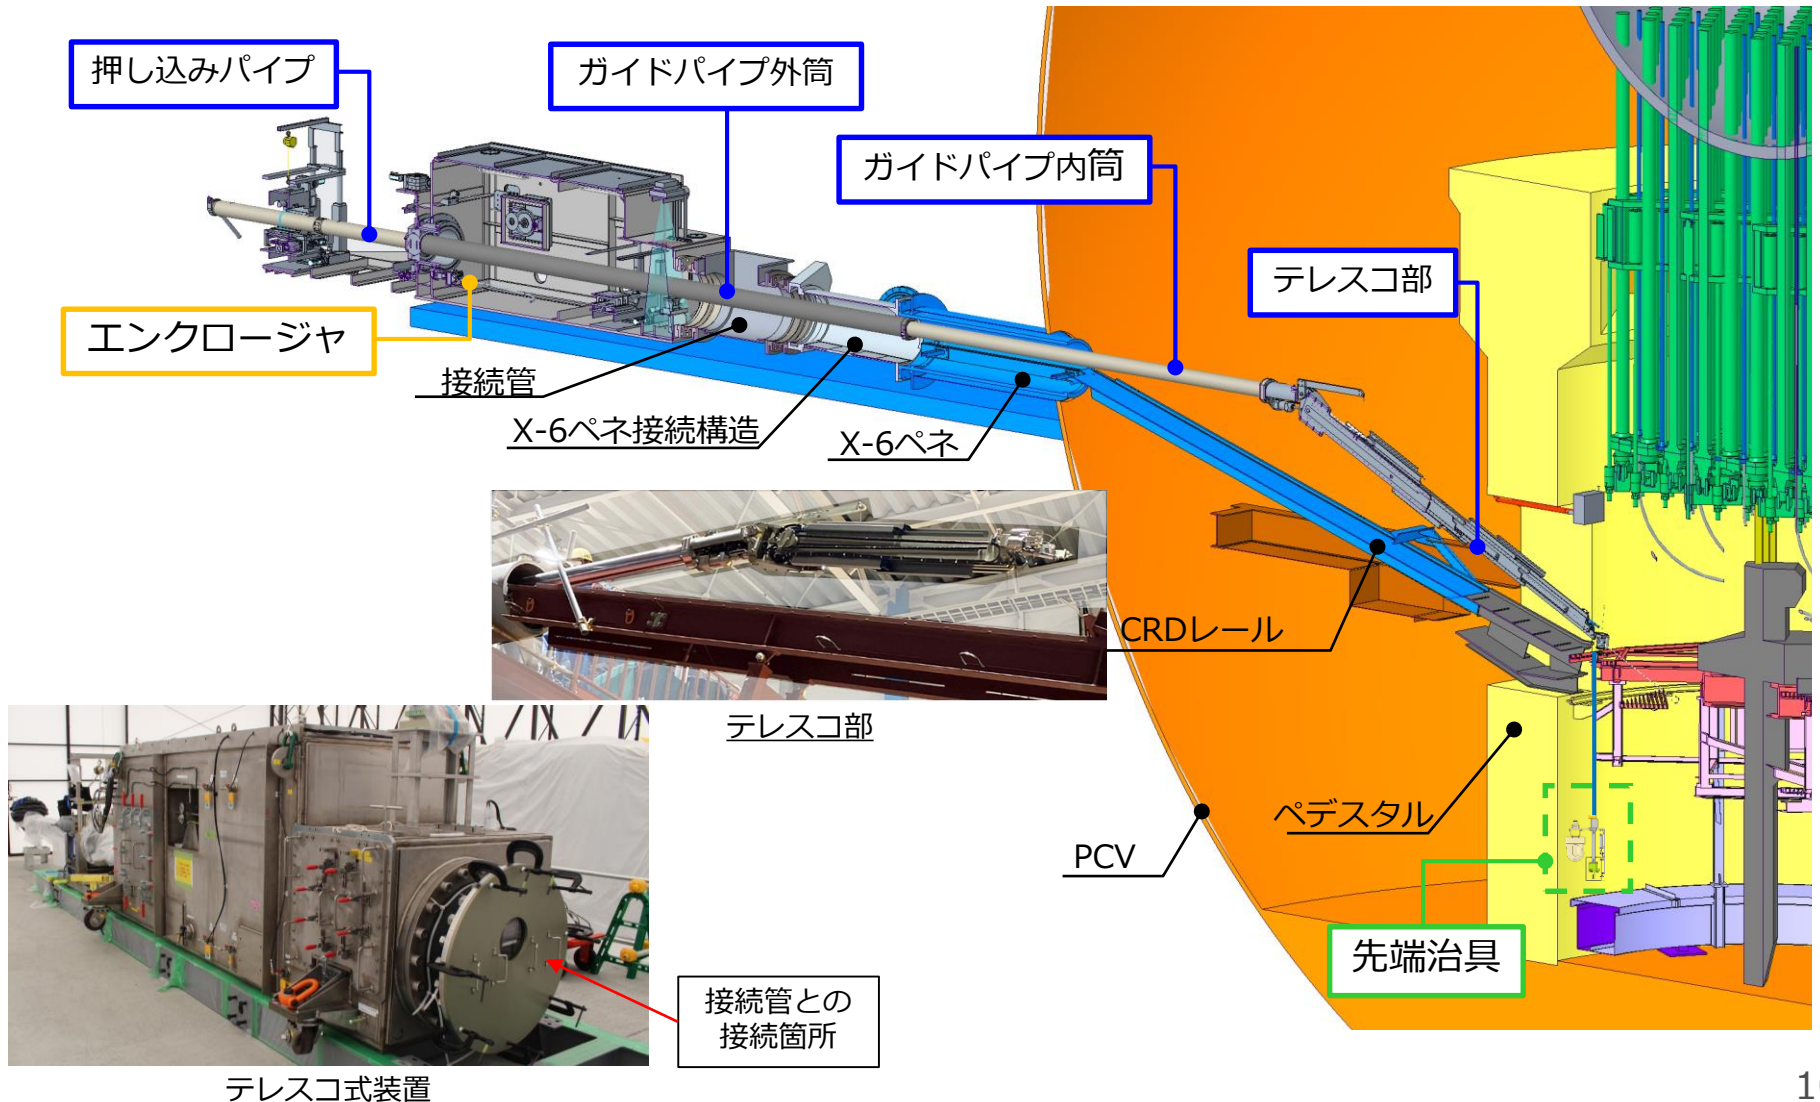 押し込みパイプ
ガイドパイプ外筒
ガイドパイプ内筒
テレスコ部
エンクロージャ
接続管
X-6ペネ接続構造
X-6ペネ
CRDレール
テレスコ部
ペデスタル
PCV
先端治具
接続管との
接続箇所
テレスコ式装置